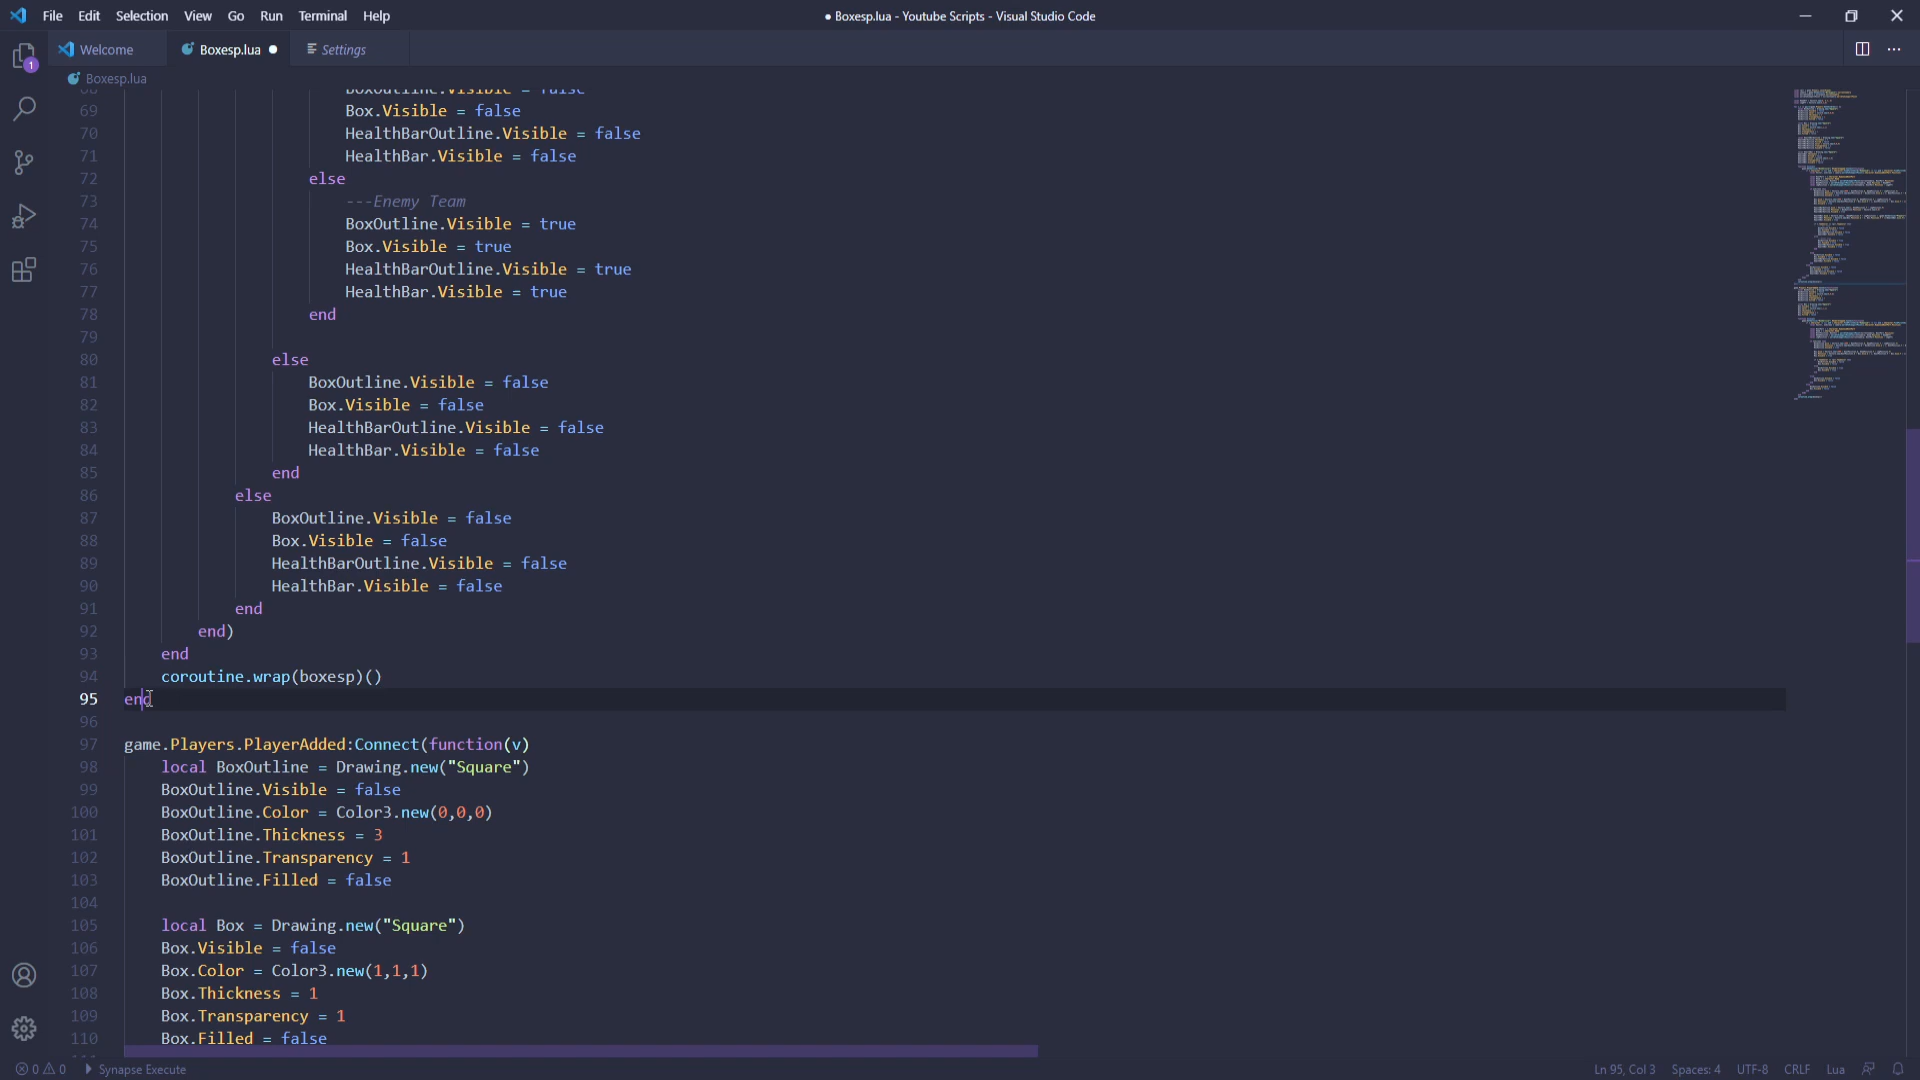 File Edit Selection View Go Run Terminal Help
● Boxesp.lua - Youtube Scripts - Visual Studio Code
Welcome
Boxesp.lua
Settings
1
Boxesp.lua
68 BoxOutline.Visible = false
69 Box.Visible = false
70 HealthBarOutline.Visible = false
71 HealthBar.Visible = false
72 else
73 ---Enemy Team
74 BoxOutline.Visible = true
75 Box.Visible = true
76 HealthBarOutline.Visible = true
77 HealthBar.Visible = true
78 end
79
80 else
81 BoxOutline.Visible = false
82 Box.Visible = false
83 HealthBarOutline.Visible = false
84 HealthBar.Visible = false
85 end
86 else
87 BoxOutline.Visible = false
88 Box.Visible = false
89 HealthBarOutline.Visible = false
90 HealthBar.Visible = false
91 end
92 end)
93 end
94 coroutine.wrap(boxesp)()
95 end
96
97 game.Players.PlayerAdded:Connect(function(v)
98 local BoxOutline = Drawing.new("Square")
99 BoxOutline.Visible = false
100 BoxOutline.Color = Color3.new(0,0,0)
101 BoxOutline.Thickness = 3
102 BoxOutline.Transparency = 1
103 BoxOutline.Filled = false
104
105 local Box = Drawing.new("Square")
106 Box.Visible = false
107 Box.Color = Color3.new(1,1,1)
108 Box.Thickness = 1
109 Box.Transparency = 1
110 Box.Filled = false
0 0 Synapse Execute
Ln 95, Col 3 Spaces: 4 UTF-8 CRLF Lua